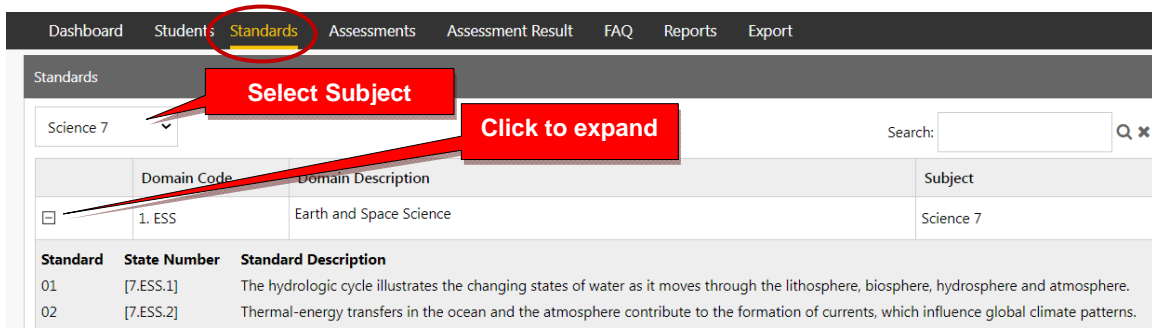 Dashboard Students Standards Assessments Assessment Result FAQ Reports Export
Standards
Select Subject
Science 7
Click to expand
Search:
Domain Code Domain Description Subject
1. ESS Earth and Space Science Science 7
Standard State Number Standard Description
01 [7.ESS.1] The hydrologic cycle illustrates the changing states of water as it moves through the lithosphere, biosphere, hydrosphere and atmosphere.
02 [7.ESS.2] Thermal-energy transfers in the ocean and the atmosphere contribute to the formation of currents, which influence global climate patterns.